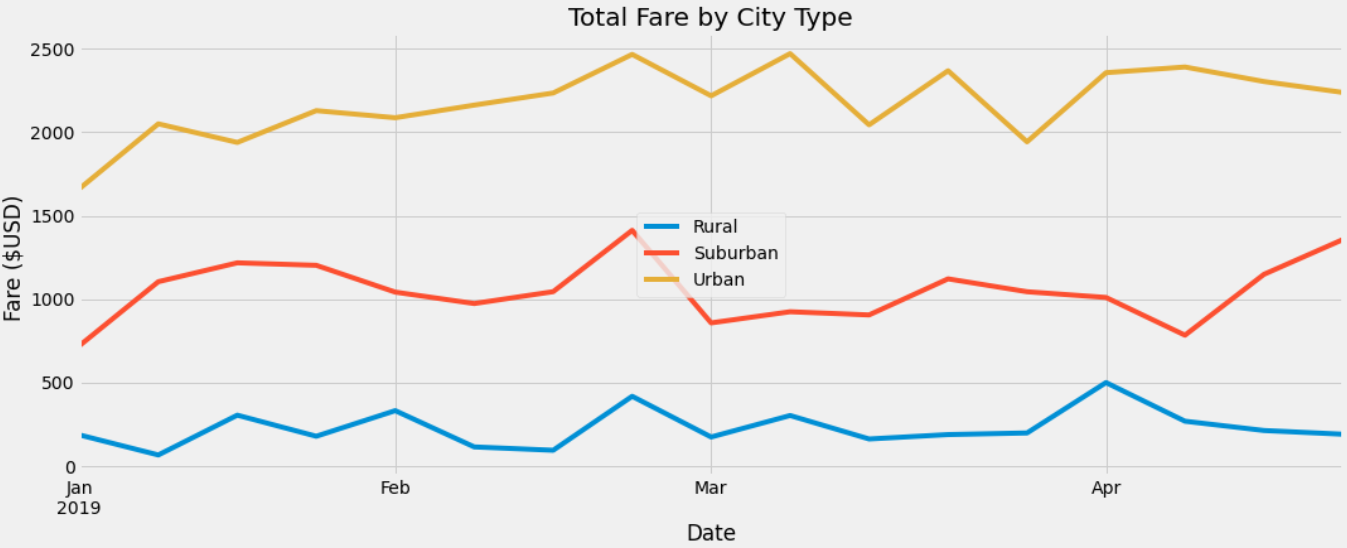 Total Fare by City Type
Fare ($USD)
2500
2000
1500
1000
500
0
Rural
Suburban
Urban
Jan
2019
Feb
Mar
Apr
Date